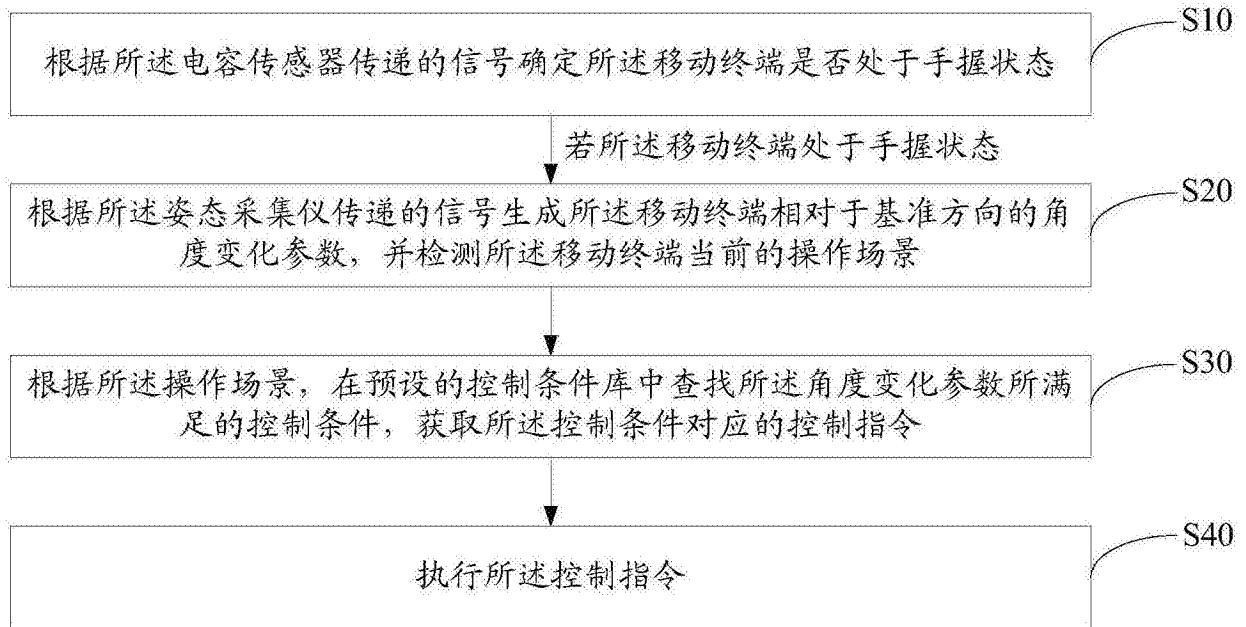 S10
根据所述电容传感器传递的信号确定所述移动终端是否处于手握状态
若所述移动终端处于手握状态
S20
根据所述姿态采集仪传递的信号生成所述移动终端相对于基准方向的角
度变化参数，并检测所述移动终端当前的操作场景
S30
根据所述操作场景，在预设的控制条件库中查找所述角度变化参数所满
足的控制条件，获取所述控制条件对应的控制指令
S40
执行所述控制指令